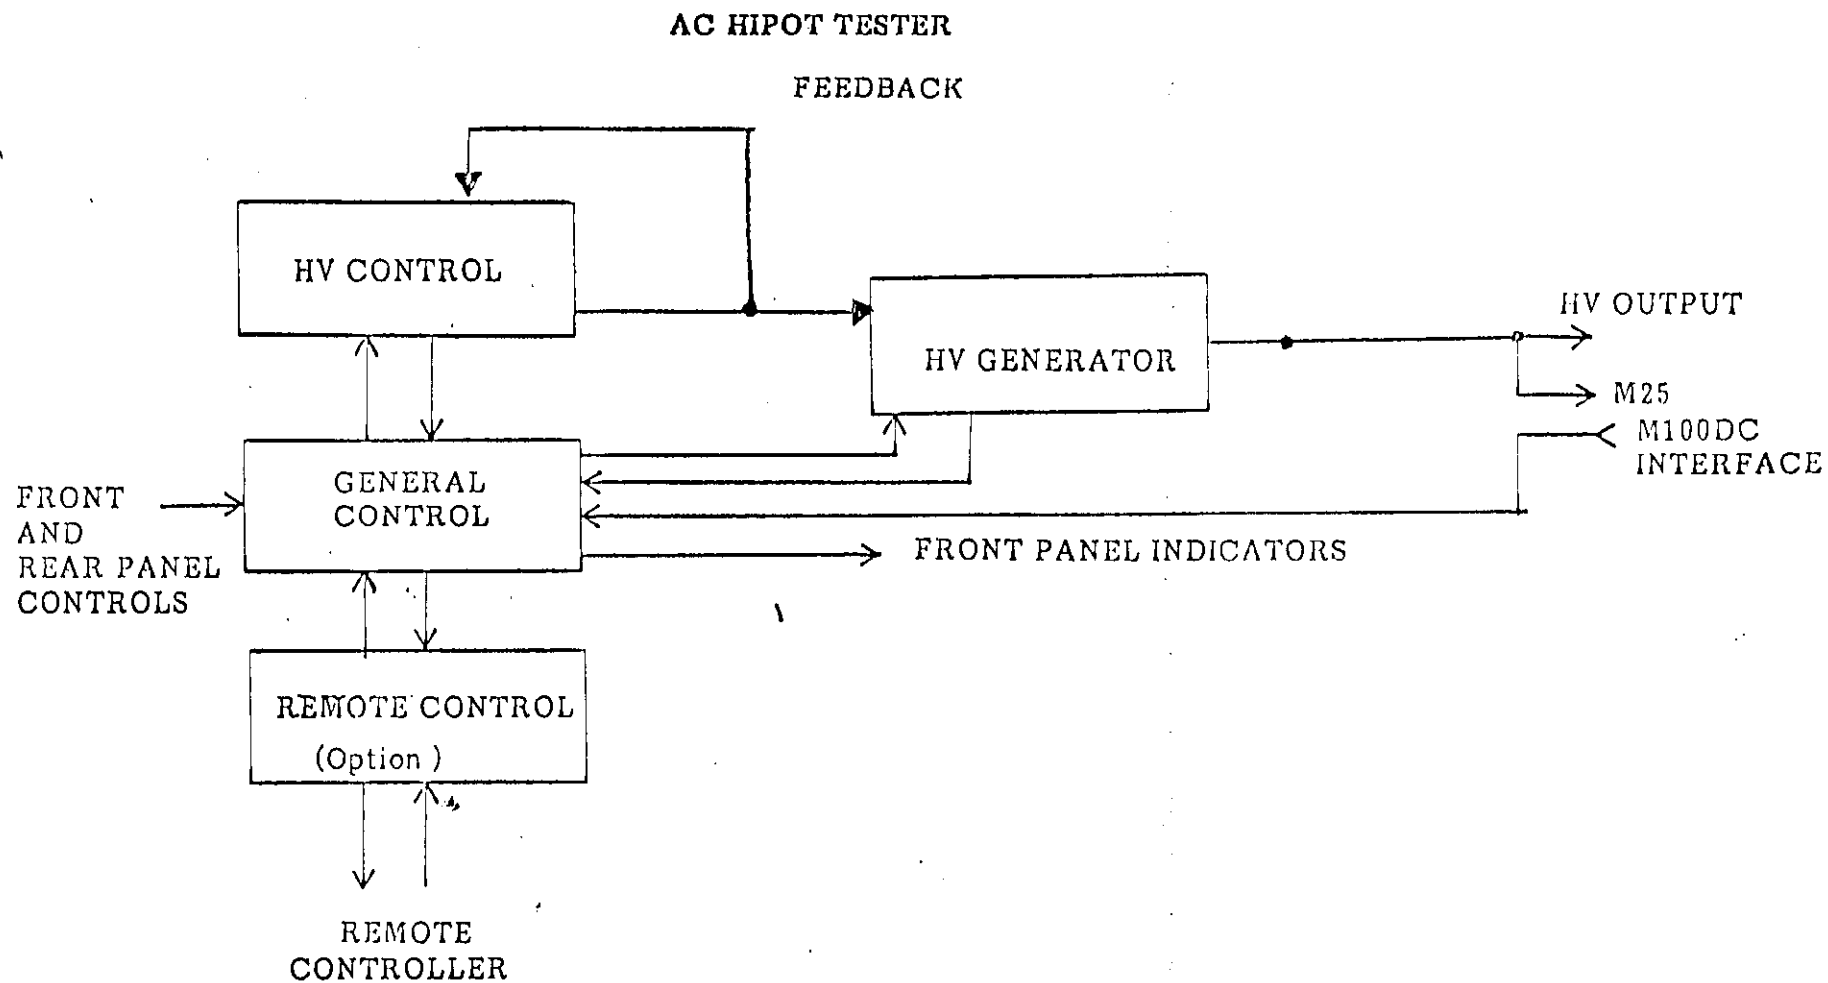 AC HIPOT TESTER
FEEDBACK
HV CONTROL
HV GENERATOR
HV OUTPUT
M25
M100DC
INTERFACE
GENERAL
CONTROL
FRONT
AND
REAR PANEL
CONTROLS
FRONT PANEL INDICATORS
REMOTE CONTROL
(Option )
REMOTE
CONTROLLER